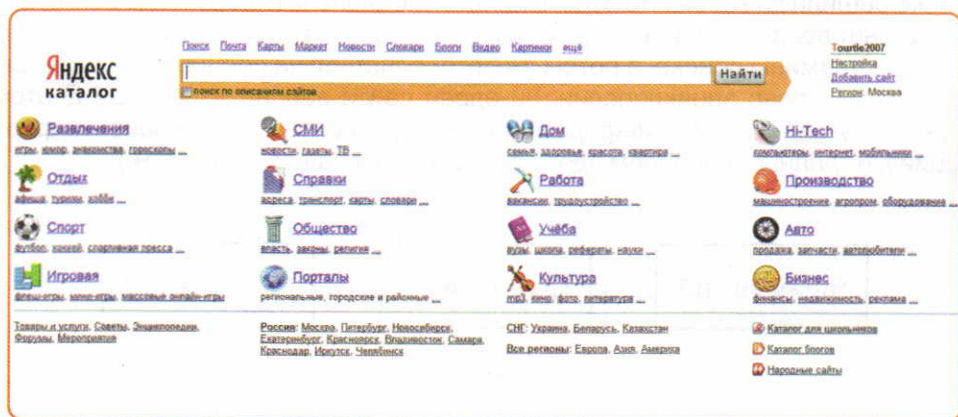 Поиск Почта Карты Маркет Новости Словари Блоги Видео Картинки ещё
Tourtle2007
Настройка
Добавить сайт
Регион: Москва
Яндекс
каталог
Найти
поиск по описаниям сайтов
Развлечения
игры, юмор, знакомства, гороскопы ...
СМИ
новости, газеты, ТВ ...
Дом
семья, здоровье, красота, квартира ...
Hi-Tech
компьютеры, интернет, мобильники ...
Отдых
афиша, туризм, хобби ...
Справки
адреса, транспорт, карты, словари ...
Работа
вакансии, трудоустройство ...
Производство
машиностроение, агропром, оборудование ...
Спорт
футбол, хоккей, спортивная пресса ...
Общество
власть, законы, религия ...
Учёба
вузы, школа, рефераты, науки ...
Авто
продажа, запчасти, автолюбители ...
Игровая
флеш-игры, мини-игры, массовые онлайн-игры
Порталы
региональные, городские и районные ...
Культура
mp3, кино, фото, литература ...
Бизнес
финансы, недвижимость, реклама ...
Товары и услуги, Советы, Энциклопедии,
Форумы, Мероприятия
Россия: Москва, Петербург, Новосибирск,
Екатеринбург, Красноярск, Владивосток, Самара,
Краснодар, Иркутск, Челябинск
СНГ: Украина, Беларусь, Казахстан
Все регионы: Европа, Азия, Америка
Каталог для школьников
Каталог блогов
Народные сайты